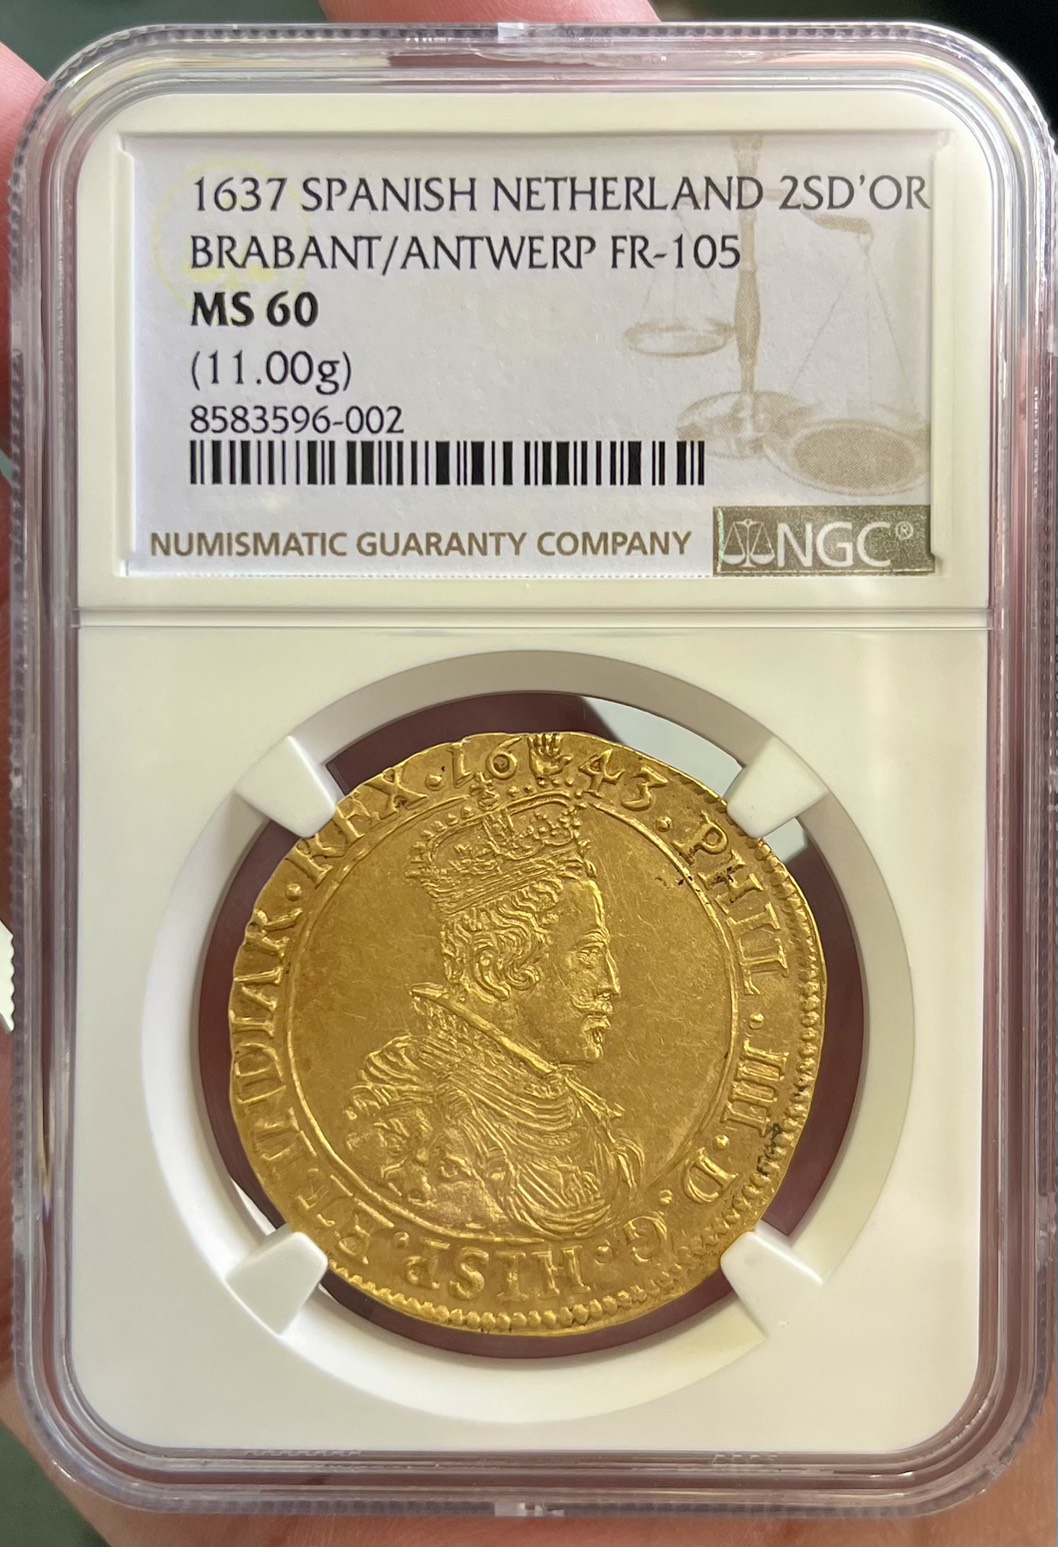 1637 SPANISH NETHERLAND 2SD'OR
BRABANT/ANTWERP FR-105
MS 60
(11.00g)
8583596-002
NUMISMATIC GUARANTY COMPANY
NGC®
·16 43·PHIL·IIII·D·G·HISP·ET·INDIAR·REX